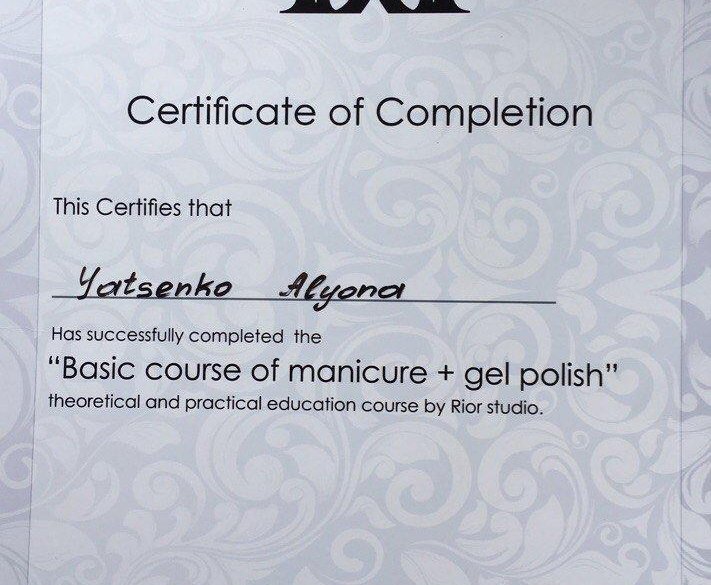 Certificate of Completion
This Certifies that
Yatsenko Alyona
Has successfully completed the
“Basic course of manicure + gel polish”
theoretical and practical education course by Rior studio.